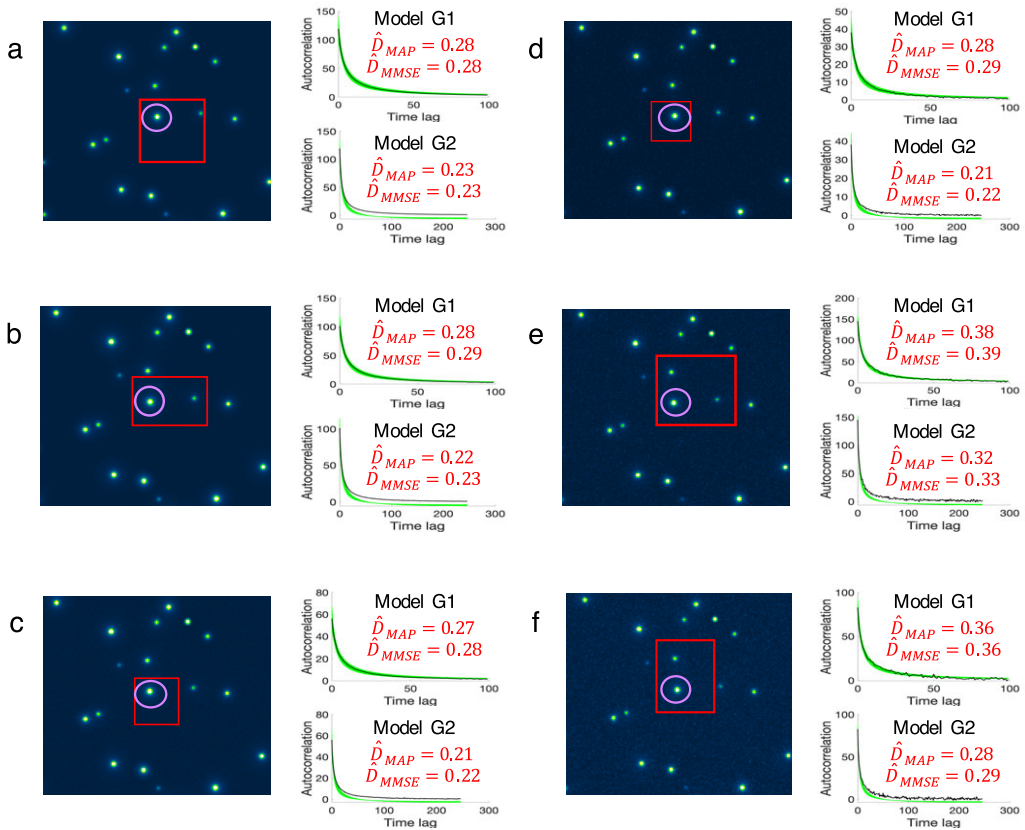 a
Model G1
D̂_MAP = 0.28
D̂_MMSE = 0.28
Autocorrelation
150
100
50
0
0 50 100
Time lag
Model G2
D̂_MAP = 0.23
D̂_MMSE = 0.23
Autocorrelation
150
100
50
0
0 100 200 300
Time lag
d
Model G1
D̂_MAP = 0.28
D̂_MMSE = 0.29
Autocorrelation
50
40
30
20
10
0
0 50 100
Time lag
Model G2
D̂_MAP = 0.21
D̂_MMSE = 0.22
Autocorrelation
40
30
20
10
0
0 100 200 300
Time lag
b
Model G1
D̂_MAP = 0.28
D̂_MMSE = 0.29
Autocorrelation
150
100
50
0
0 50 100
Time lag
Model G2
D̂_MAP = 0.22
D̂_MMSE = 0.23
Autocorrelation
100
50
0
0 100 200 300
Time lag
e
Model G1
D̂_MAP = 0.38
D̂_MMSE = 0.39
Autocorrelation
200
150
100
50
0
0 50 100
Time lag
Model G2
D̂_MAP = 0.32
D̂_MMSE = 0.33
Autocorrelation
150
100
50
0
0 100 200 300
Time lag
c
Model G1
D̂_MAP = 0.27
D̂_MMSE = 0.28
Autocorrelation
80
60
40
20
0
0 50 100
Time lag
Model G2
D̂_MAP = 0.21
D̂_MMSE = 0.22
Autocorrelation
80
60
40
20
0
0 100 200 300
Time lag
f
Model G1
D̂_MAP = 0.36
D̂_MMSE = 0.36
Autocorrelation
100
50
0
0 50 100
Time lag
Model G2
D̂_MAP = 0.28
D̂_MMSE = 0.29
Autocorrelation
100
50
0
0 100 200 300
Time lag